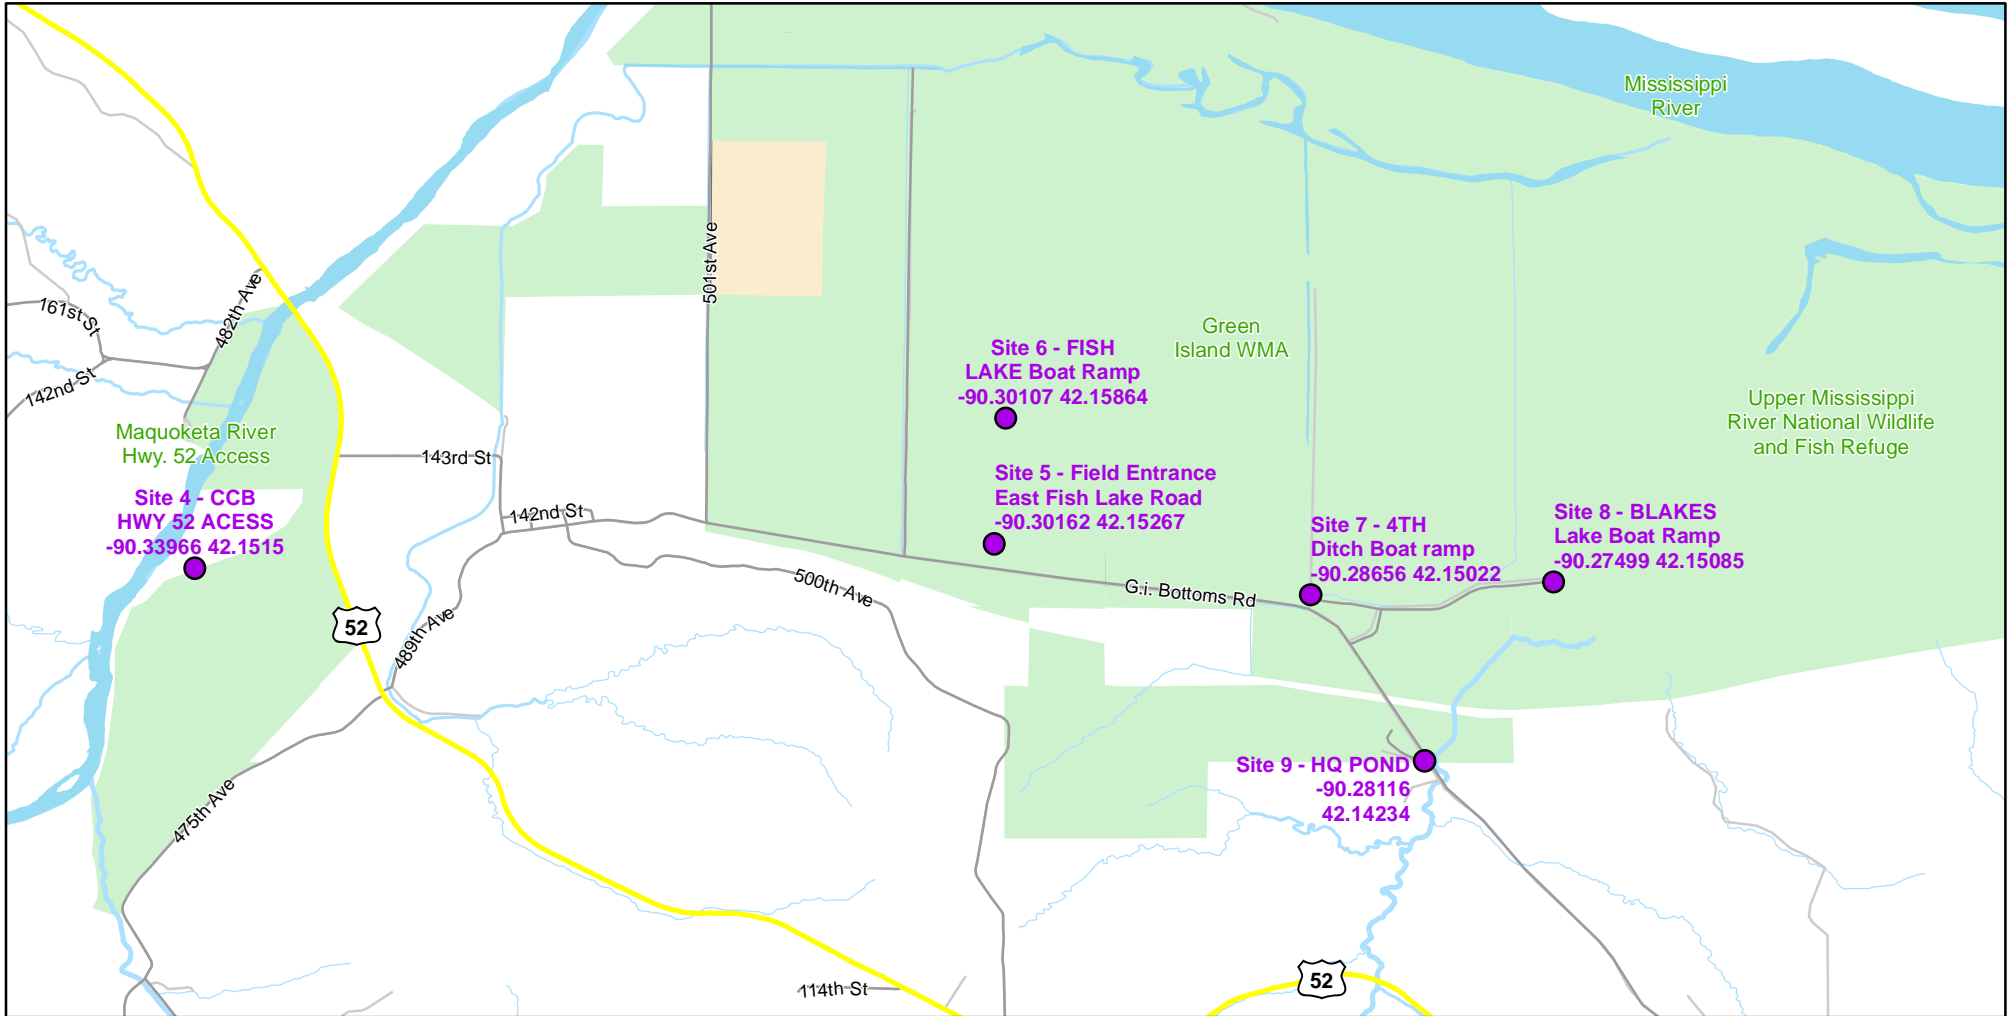 Mississippi
River
501st Ave
482th Ave
161st St
142nd St
Green
Island WMA
Site 6 - FISH
LAKE Boat Ramp
-90.30107 42.15864
Upper Mississippi
River National Wildlife
and Fish Refuge
Maquoketa River
Hwy. 52 Access
143rd St
Site 4 - CCB
HWY 52 ACESS
-90.33966 42.1515
142nd St
Site 5 - Field Entrance
East Fish Lake Road
-90.30162 42.15267
Site 7 - 4TH
Ditch Boat ramp
-90.28656 42.15022
Site 8 - BLAKES
Lake Boat Ramp
-90.27499 42.15085
500th Ave
G.i. Bottoms Rd
52
489th Ave
Site 9 - HQ POND
-90.28116
42.14234
475th Ave
114th St
52